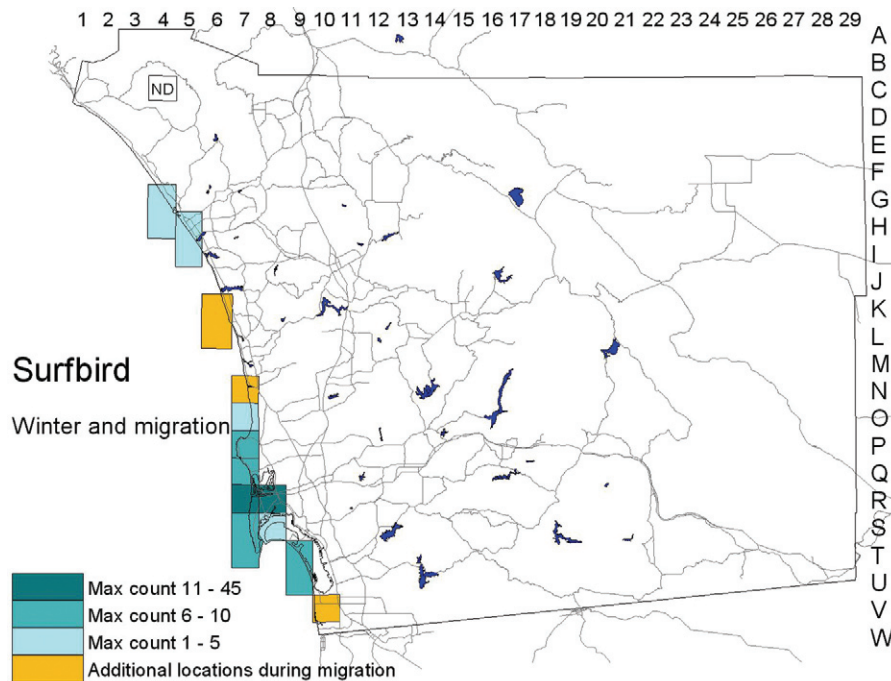 1 2 3 4 5 6 7 8 9 10 11 12 13 14 15 16 17 18 19 20 21 22 23 24 25 26 27 28 29
A
B
C
D
E
F
G
H
I
J
K
L
M
N
O
P
Q
R
S
T
U
V
W
ND
Surfbird
Winter and migration
Max count 11 - 45
Max count 6 - 10
Max count 1 - 5
Additional locations during migration